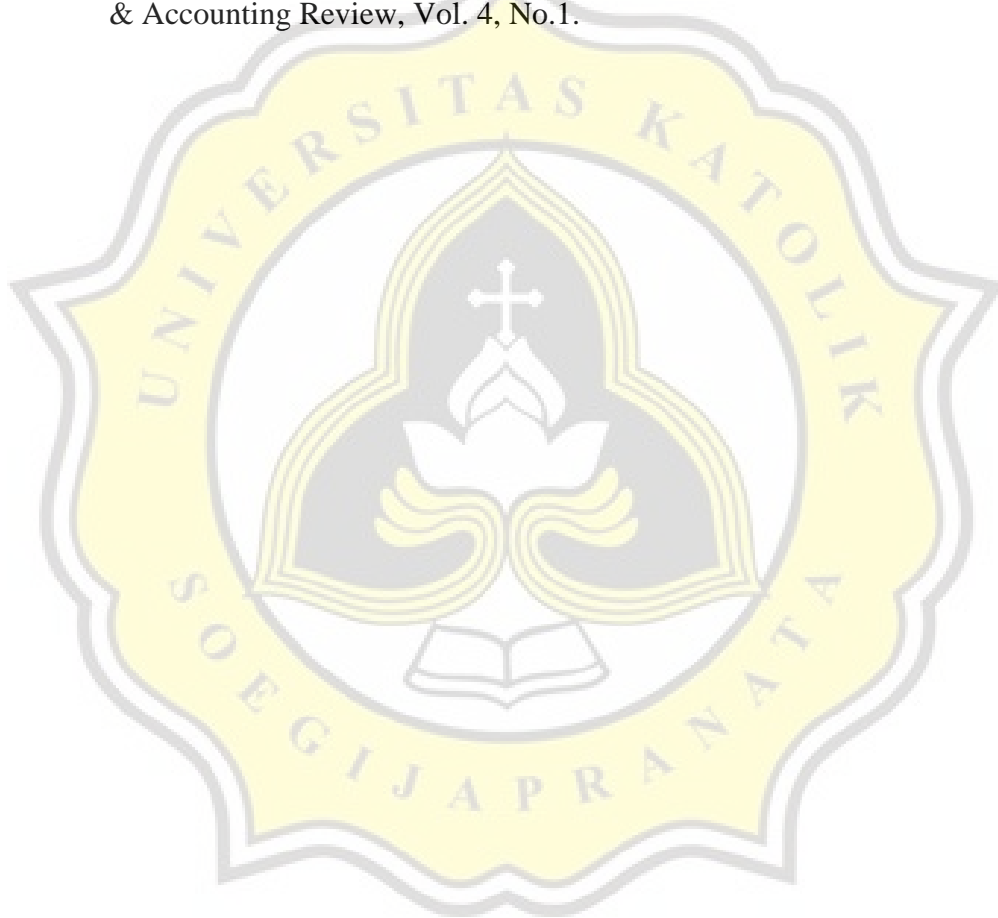 & Accounting Review, Vol. 4, No.1.
UNIVERSITAS KATOLIK
SOEGIJAPRANATA